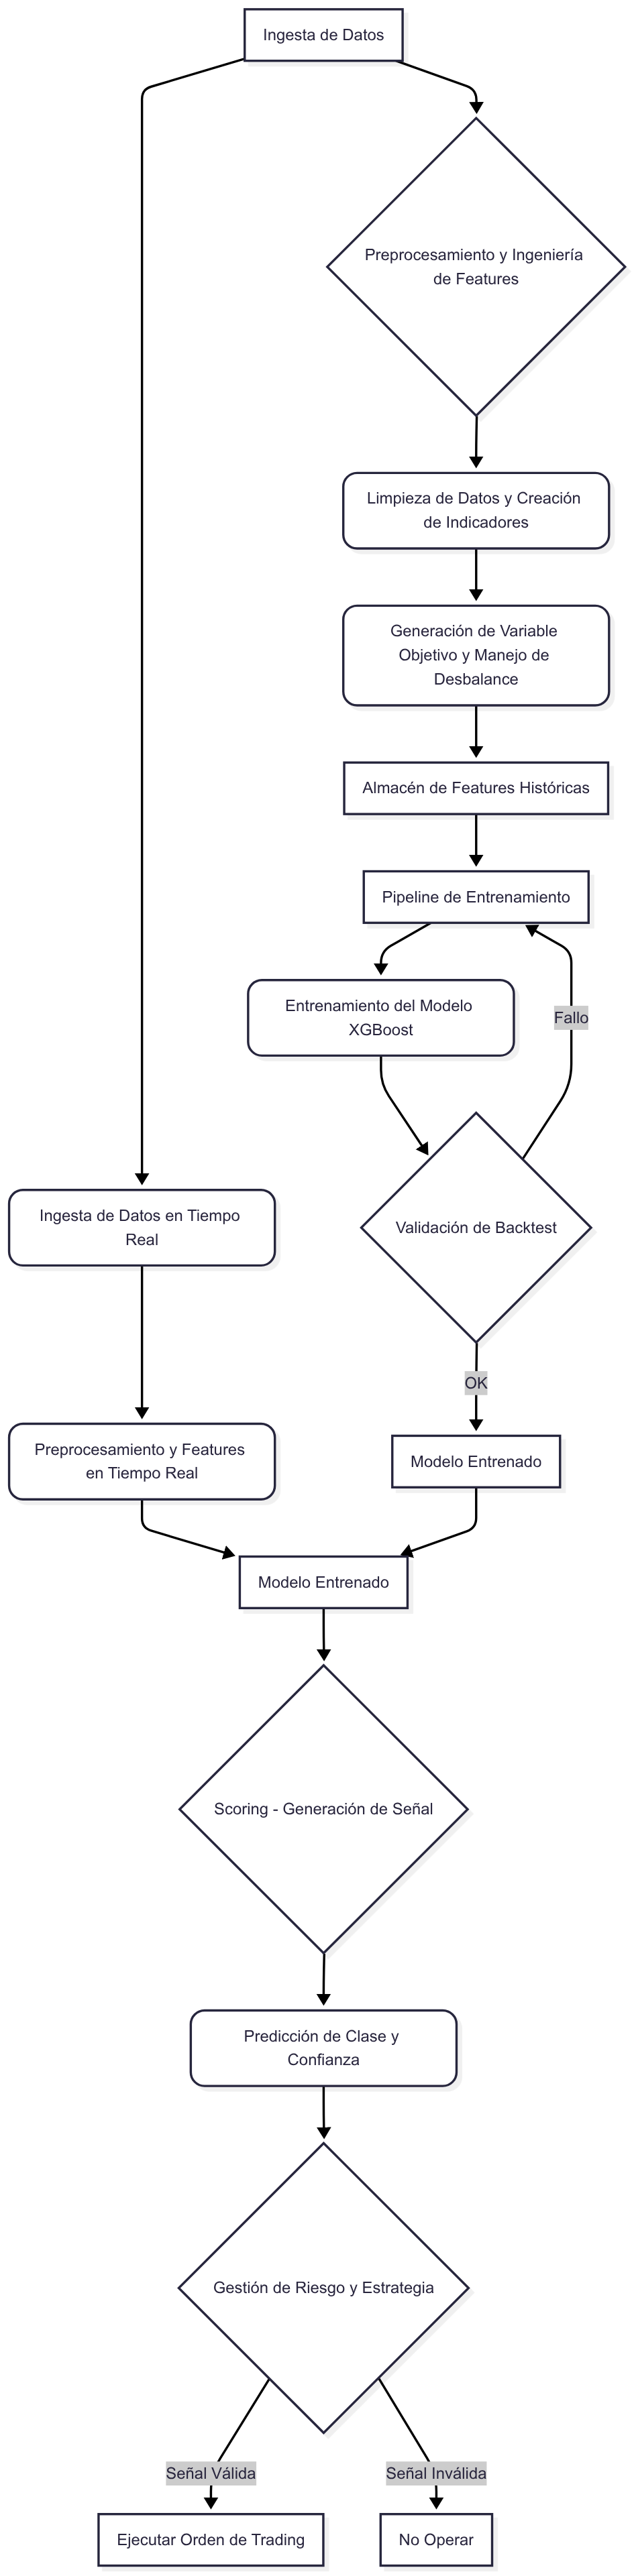 Ingesta de Datos
Preprocesamiento y Ingeniería
de Features
Limpieza de Datos y Creación
de Indicadores
Generación de Variable
Objetivo y Manejo de
Desbalance
Almacén de Features Históricas
Pipeline de Entrenamiento
Entrenamiento del Modelo
XGBoost
Fallo
Ingesta de Datos en Tiempo
Real
Validación de Backtest
OK
Preprocesamiento y Features
en Tiempo Real
Modelo Entrenado
Modelo Entrenado
Scoring - Generación de Señal
Predicción de Clase y
Confianza
Gestión de Riesgo y Estrategia
Señal Válida
Señal Inválida
Ejecutar Orden de Trading
No Operar